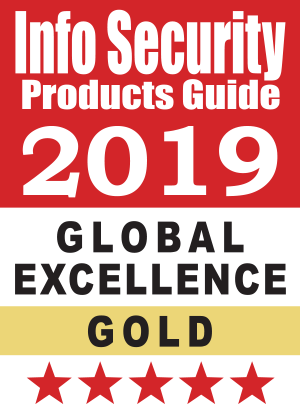 Info Security
Products Guide
2019
GLOBAL
EXCELLENCE
GOLD